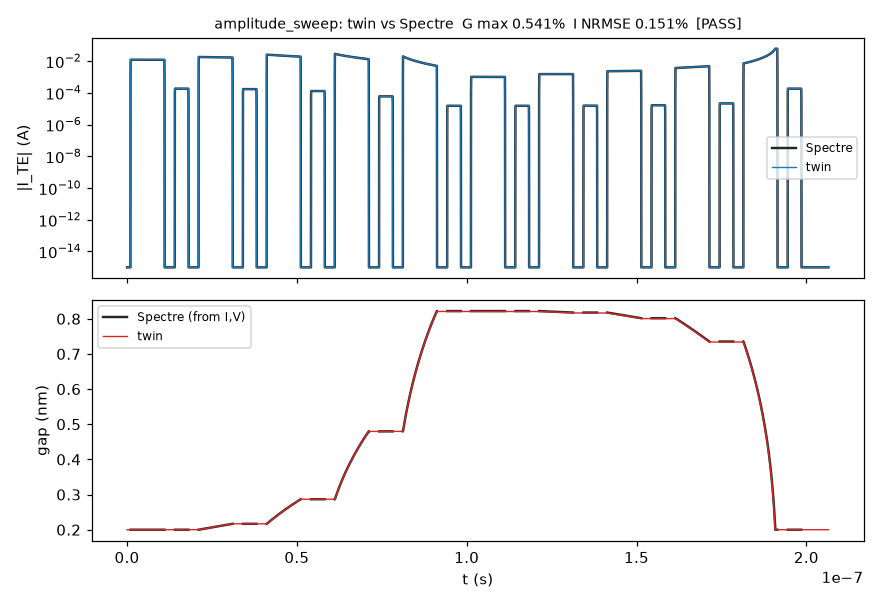 amplitude_sweep: twin vs Spectre  G max 0.541%  I NRMSE 0.151%  [PASS]
|I_TE| (A)
10⁻²
10⁻⁴
10⁻⁶
10⁻⁸
10⁻¹⁰
10⁻¹²
10⁻¹⁴
Spectre
twin
gap (nm)
0.8
0.7
0.6
0.5
0.4
0.3
0.2
Spectre (from I,V)
twin
0.0
0.5
1.0
1.5
2.0
1e−7
t (s)